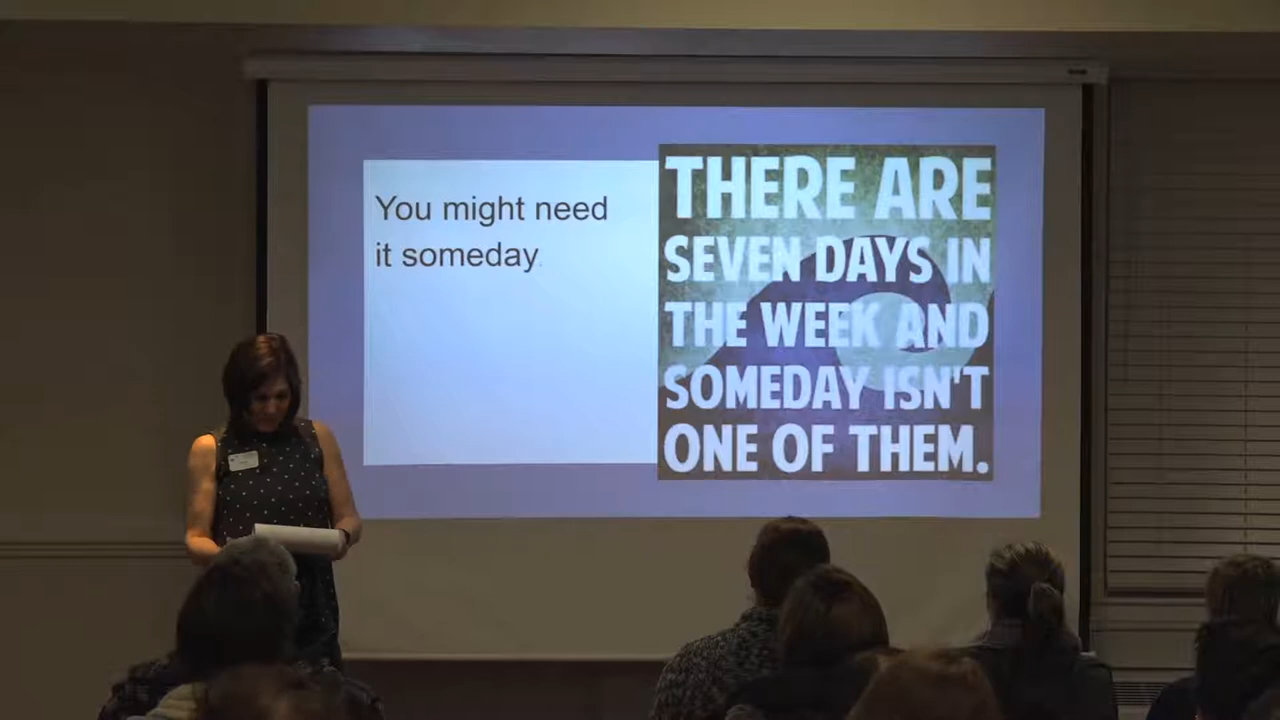 You might need
it someday.
THERE ARE
SEVEN DAYS IN
THE WEEK AND
SOMEDAY ISN'T
ONE OF THEM.